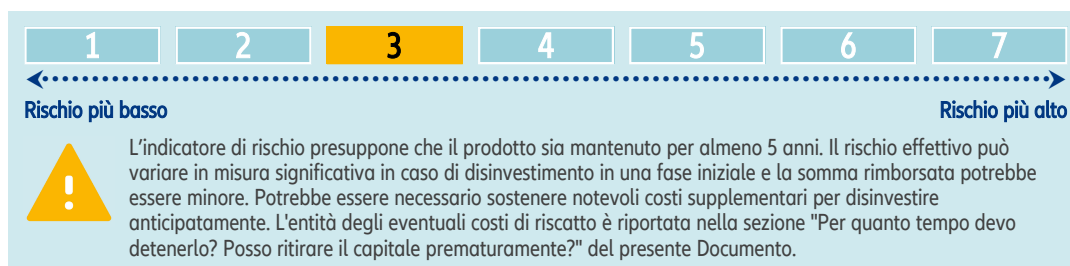 1 2 3 4 5 6 7
Rischio più basso Rischio più alto
L'indicatore di rischio presuppone che il prodotto sia mantenuto per almeno 5 anni. Il rischio effettivo può
variare in misura significativa in caso di disinvestimento in una fase iniziale e la somma rimborsata potrebbe
essere minore. Potrebbe essere necessario sostenere notevoli costi supplementari per disinvestire
anticipatamente. L'entità degli eventuali costi di riscatto è riportata nella sezione "Per quanto tempo devo
detenerlo? Posso ritirare il capitale prematuramente?" del presente Documento.